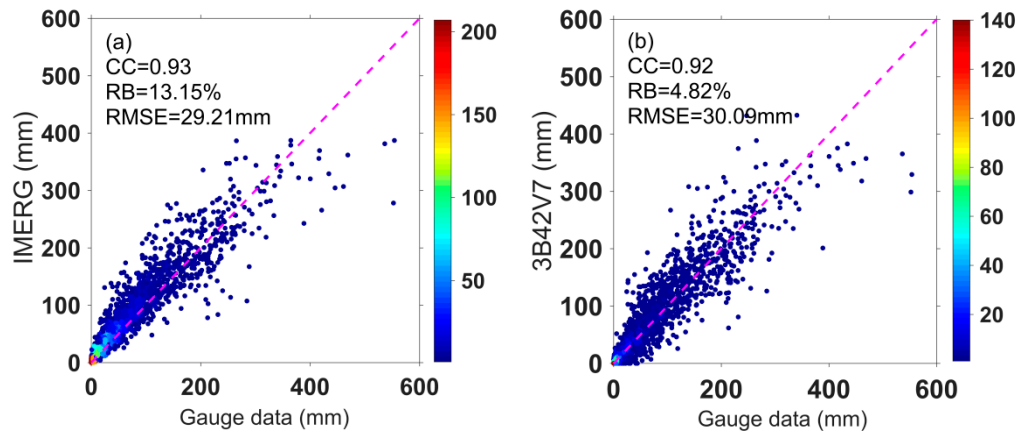 (a)
CC=0.93
RB=13.15%
RMSE=29.21mm
600
500
400
300
200
100
0
IMERG (mm)
0
200
400
600
Gauge data (mm)
200
150
100
50
(b)
CC=0.92
RB=4.82%
RMSE=30.09mm
600
500
400
300
200
100
0
3B42V7 (mm)
0
200
400
600
Gauge data (mm)
140
120
100
80
60
40
20